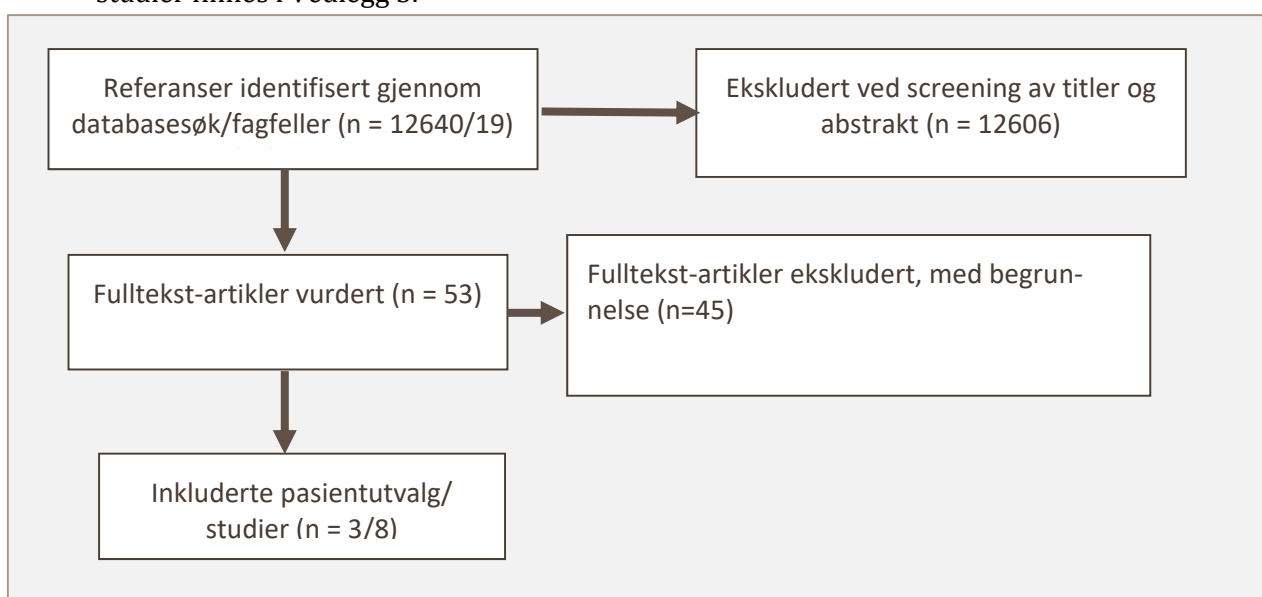 Referanser identifisert gjennom
databasesøk/fagfeller (n = 12640/19)
Ekskludert ved screening av titler og
abstrakt (n = 12606)
Fulltekst-artikler vurdert (n = 53)
Fulltekst-artikler ekskludert, med begrun-
nelse (n=45)
Inkluderte pasientutvalg/
studier (n = 3/8)